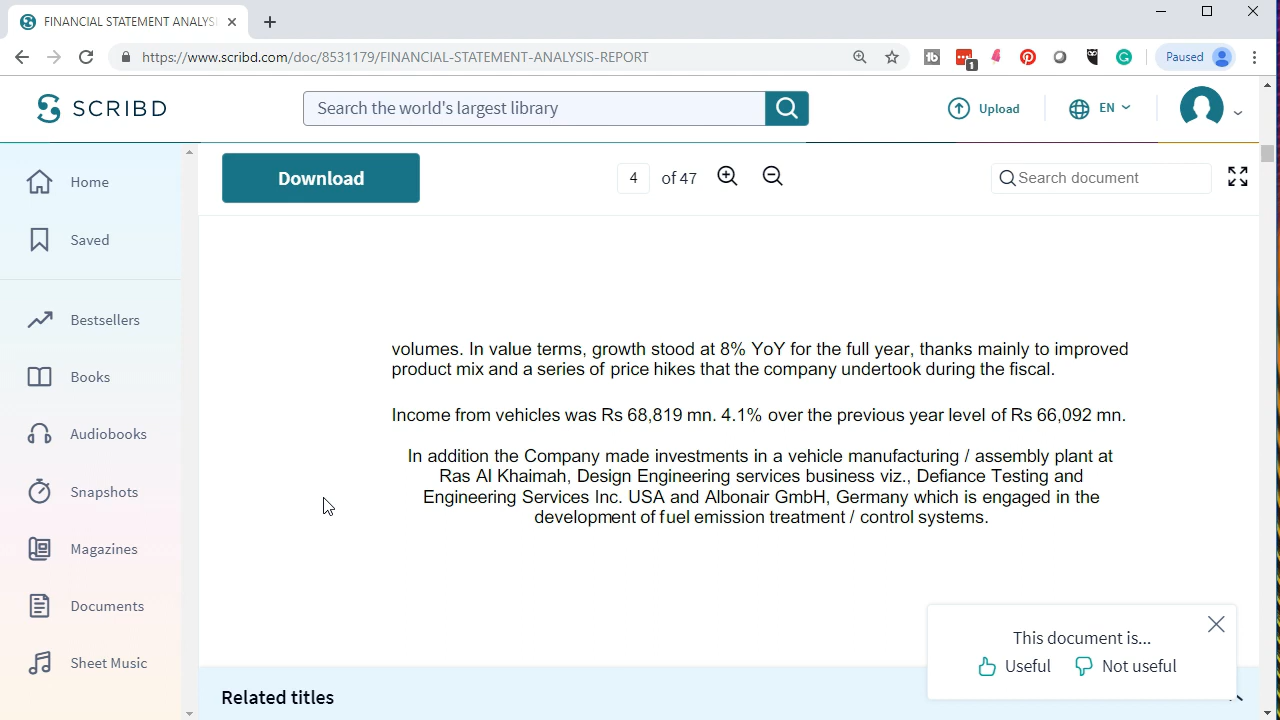 FINANCIAL STATEMENT ANALYS
https://www.scribd.com/doc/8531179/FINANCIAL-STATEMENT-ANALYSIS-REPORT
1
Paused
SCRIBD
Search the world's largest library
Upload
EN
Home
Saved
Bestsellers
Books
Audiobooks
Snapshots
Magazines
Documents
Sheet Music
Download
4 of 47
Search document
volumes. In value terms, growth stood at 8% YoY for the full year, thanks mainly to improved
product mix and a series of price hikes that the company undertook during the fiscal.
Income from vehicles was Rs 68,819 mn. 4.1% over the previous year level of Rs 66,092 mn.
In addition the Company made investments in a vehicle manufacturing / assembly plant at
Ras Al Khaimah, Design Engineering services business viz., Defiance Testing and
Engineering Services Inc. USA and Albonair GmbH, Germany which is engaged in the
development of fuel emission treatment / control systems.
This document is...
Useful
Not useful
Related titles